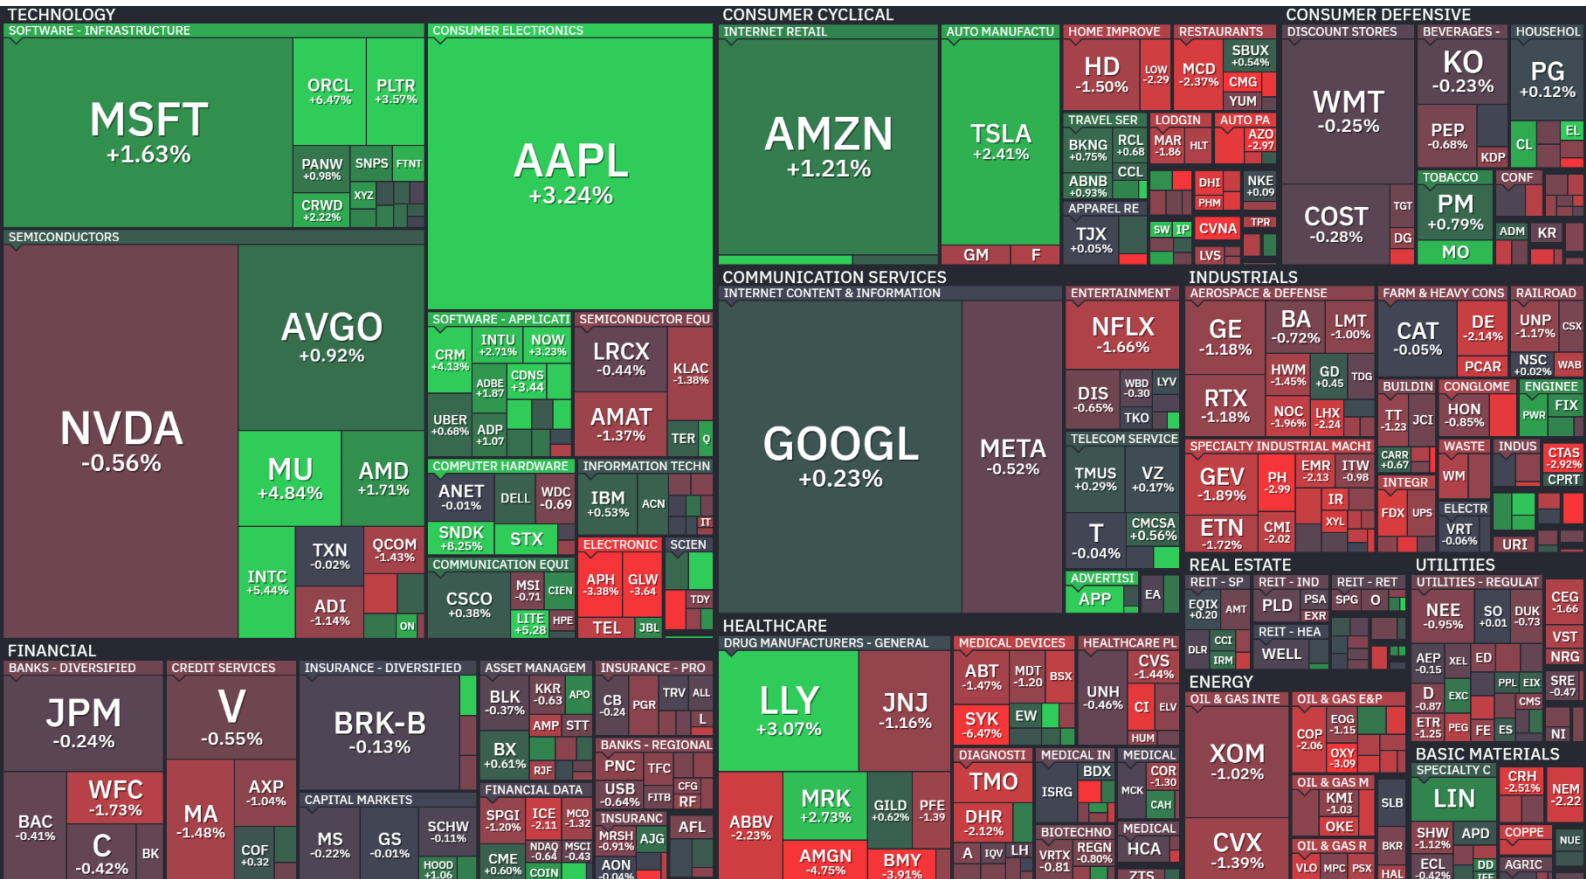 TECHNOLOGY
SOFTWARE - INFRASTRUCTURE
MSFT
+1.63%
ORCL
+6.47%
PLTR
+3.57%
PANW
+0.98%
SNPS
FTNT
CRWD
+2.22%
XYZ
CONSUMER ELECTRONICS
AAPL
+3.24%
SEMICONDUCTORS
NVDA
-0.56%
AVGO
+0.92%
MU
+4.84%
AMD
+1.71%
INTC
+5.44%
TXN
-0.02%
QCOM
-1.43%
ADI
-1.14%
ON
SOFTWARE - APPLICATI
CRM
+4.13%
INTU
+2.71%
NOW
+3.23%
ADBE
+1.87
CDNS
+3.44
UBER
+0.68%
ADP
+1.07
SEMICONDUCTOR EQU
LRCX
-0.44%
KLAC
-1.38%
AMAT
-1.37%
TER
Q
COMPUTER HARDWARE
ANET
-0.01%
DELL
WDC
-0.69
SNDK
+8.25%
STX
INFORMATION TECHN
IBM
+0.53%
ACN
IT
COMMUNICATION EQUI
CSCO
+0.38%
MSI
-0.71
CIEN
LITE
+5.28
HPE
ELECTRONIC
APH
-3.38%
GLW
-3.64
TEL
JBL
SCIEN
TDY
CONSUMER CYCLICAL
INTERNET RETAIL
AMZN
+1.21%
AUTO MANUFACTU
TSLA
+2.41%
GM
F
HOME IMPROVE
HD
-1.50%
LOW
-2.29
RESTAURANTS
MCD
-2.37%
SBUX
+0.54%
CMG
YUM
TRAVEL SER
BKNG
+0.75%
RCL
+0.68
ABNB
+0.93%
CCL
LODGIN
MAR
-1.86
HLT
AUTO PA
AZO
-2.97
APPAREL RE
TJX
+0.05%
DHI
PHM
NKE
+0.09
SW
IP
CVNA
TPR
LVS
CONSUMER DEFENSIVE
DISCOUNT STORES
WMT
-0.25%
COST
-0.28%
TGT
DG
BEVERAGES -
KO
-0.23%
PEP
-0.68%
KDP
HOUSEHOL
PG
+0.12%
CL
EL
TOBACCO
PM
+0.79%
MO
CONF
ADM
KR
COMMUNICATION SERVICES
INTERNET CONTENT & INFORMATION
GOOGL
+0.23%
META
-0.52%
ENTERTAINMENT
NFLX
-1.66%
DIS
-0.65%
WBD
-0.30
LYV
TKO
TELECOM SERVICE
TMUS
+0.29%
VZ
+0.17%
T
-0.04%
CMCSA
+0.56%
ADVERTISI
APP
EA
INDUSTRIALS
AEROSPACE & DEFENSE
GE
-1.18%
BA
-0.72%
LMT
-1.00%
RTX
-1.18%
HWM
-1.45%
GD
+0.45
TDG
NOC
-1.96%
LHX
-2.24
FARM & HEAVY CONS
CAT
-0.05%
DE
-2.14%
PCAR
RAILROAD
UNP
-1.17%
CSX
NSC
+0.02%
WAB
SPECIALTY INDUSTRIAL MACHI
GEV
-1.89%
PH
-2.99
EMR
-2.13
ITW
-0.98
IR
ETN
-1.72%
CMI
-2.02
XYL
BUILDIN
TT
-1.23
JCI
CARR
+0.67
CONGLOME
HON
-0.85%
ENGINEE
PWR
FIX
INTEGR
FDX
UPS
WASTE
WM
INDUS
CTAS
-2.92%
CPRT
ELECTR
VRT
-0.06%
URI
REAL ESTATE
REIT - SP
EQIX
+0.20
AMT
CCI
DLR
IRM
REIT - IND
PLD
PSA
EXR
REIT - RET
SPG
O
REIT - HEA
WELL
UTILITIES
UTILITIES - REGULAT
NEE
-0.95%
SO
+0.01
DUK
-0.73
CEG
-1.66
VST
NRG
AEP
-0.15
XEL
ED
D
-0.87
EXC
PPL
EIX
CMS
SRE
-0.47
ETR
-1.25
PEG
FE
ES
NI
FINANCIAL
BANKS - DIVERSIFIED
JPM
-0.24%
BAC
-0.41%
WFC
-1.73%
C
-0.42%
BK
CREDIT SERVICES
V
-0.55%
MA
-1.48%
AXP
-1.04%
COF
+0.32
INSURANCE - DIVERSIFIED
BRK-B
-0.13%
CAPITAL MARKETS
MS
-0.22%
GS
-0.01%
SCHW
-0.11%
HOOD
+1.06
ASSET MANAGEM
BLK
-0.37%
KKR
-0.63
APO
AMP
STT
BX
+0.61%
RJF
FINANCIAL DATA
SPGI
-1.20%
ICE
-2.11
MCO
-1.32
CME
+0.60%
NDAQ
-0.64
MSCI
-0.43
COIN
INSURANCE - PRO
CB
-0.24
PGR
TRV
ALL
L
BANKS - REGIONAL
PNC
TFC
USB
-0.64%
FITB
CFG
RF
INSURANC
MRSH
-0.91%
AJG
AON
-0.04%
AFL
HEALTHCARE
DRUG MANUFACTURERS - GENERAL
LLY
+3.07%
JNJ
-1.16%
ABBV
-2.23%
MRK
+2.73%
GILD
+0.62%
PFE
-1.39
AMGN
-4.75%
BMY
-3.91%
MEDICAL DEVICES
ABT
-1.47%
MDT
-1.20
BSX
SYK
-6.47%
EW
HEALTHCARE PL
UNH
-0.46%
CVS
-1.44%
CI
ELV
HUM
DIAGNOSTI
TMO
DHR
-2.12%
A
IQV
LH
MEDICAL IN
ISRG
BDX
MEDICAL
MCK
COR
-1.30
CAH
BIOTECHNO
VRTX
-0.81
REGN
-0.80%
MEDICAL
HCA
ZTS
ENERGY
OIL & GAS INTE
XOM
-1.02%
CVX
-1.39%
OIL & GAS E&P
COP
-2.06
EOG
-1.15
OXY
-3.09
OIL & GAS M
KMI
-1.03
OKE
SLB
BKR
HAL
OIL & GAS R
VLO
MPC
PSX
BASIC MATERIALS
SPECIALTY C
LIN
SHW
-1.12%
APD
ECL
-0.42%
DD
IFF
CRH
-2.51%
NEM
-2.22
COPPE
NUE
AGRIC